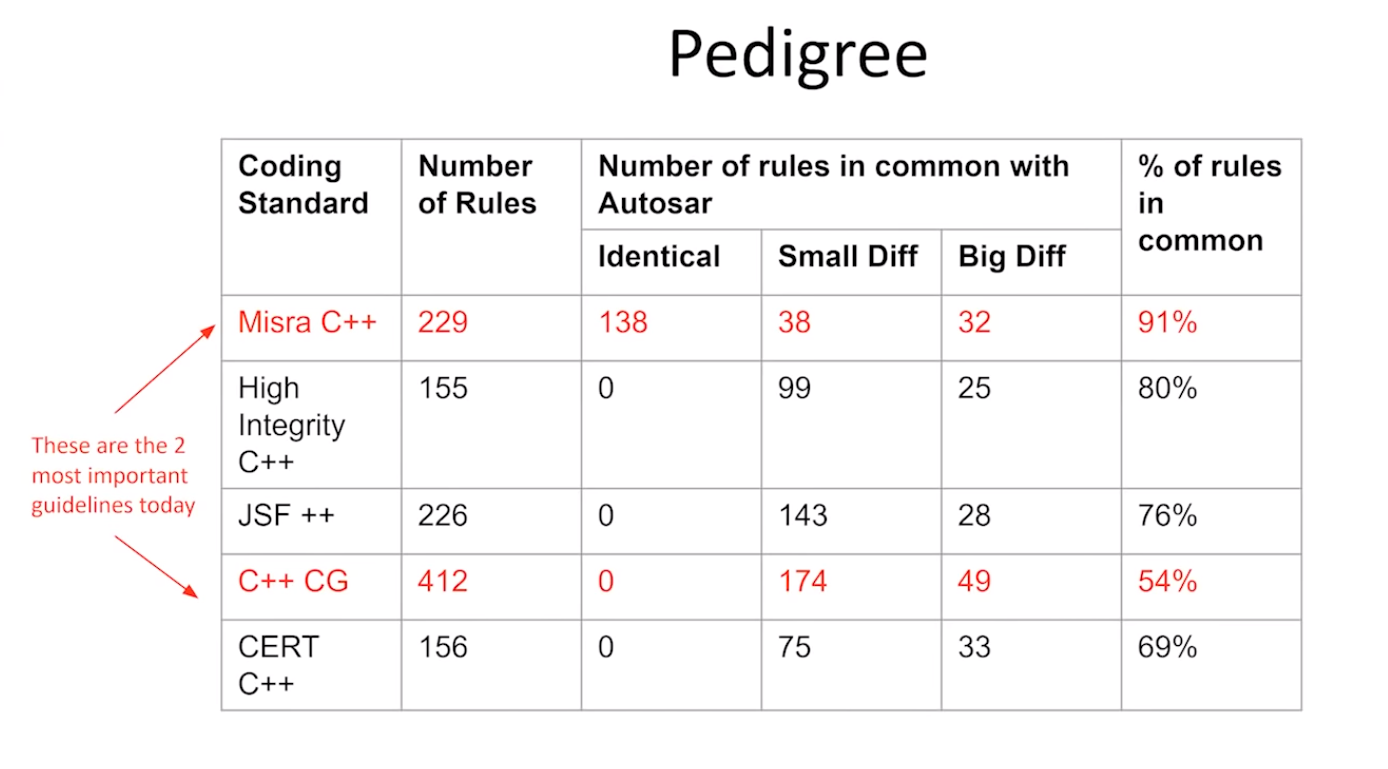 Pedigree
Coding Standard | Number of Rules | Number of rules in common with Autosar | % of rules in common
Identical | Small Diff | Big Diff
Misra C++ | 229 | 138 | 38 | 32 | 91%
High Integrity C++ | 155 | 0 | 99 | 25 | 80%
JSF ++ | 226 | 0 | 143 | 28 | 76%
C++ CG | 412 | 0 | 174 | 49 | 54%
CERT C++ | 156 | 0 | 75 | 33 | 69%
These are the 2
most important
guidelines today